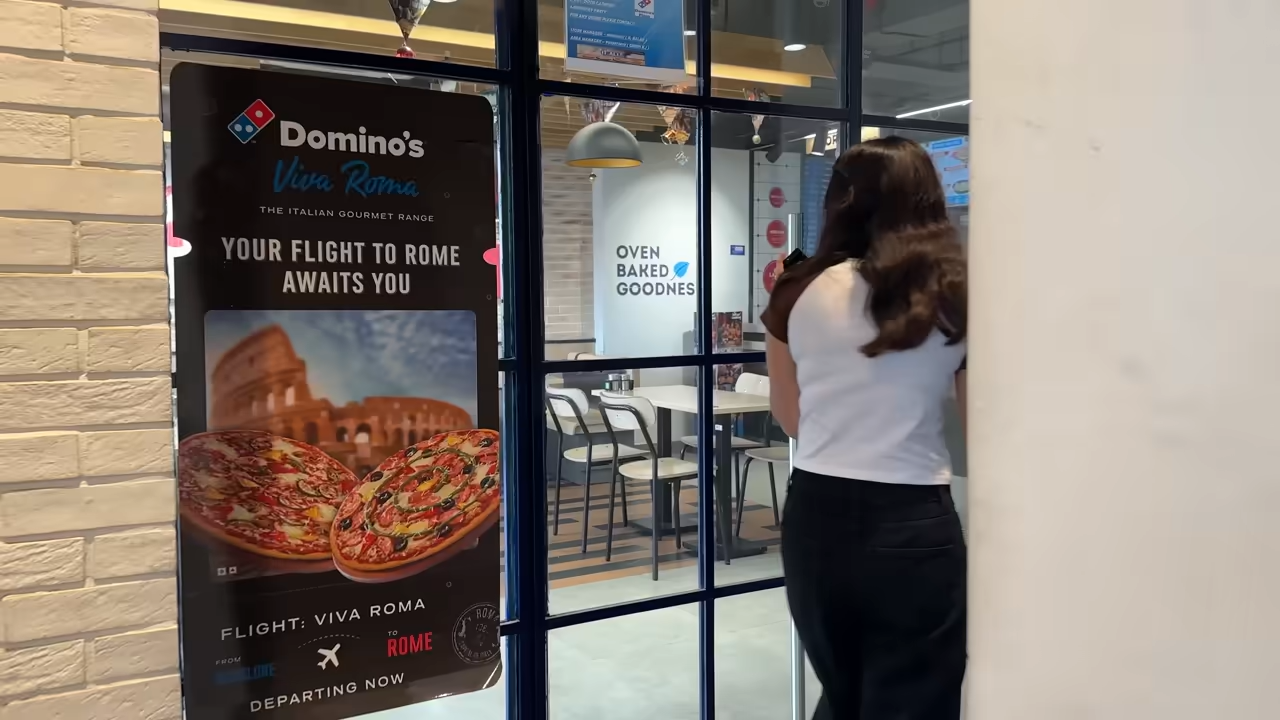 Domino's
Viva Roma
THE ITALIAN GOURMET RANGE
YOUR FLIGHT TO ROME
AWAITS YOU
FLIGHT: VIVA ROMA
FROM
TO
ROME
DEPARTING NOW
OVEN
BAKED
GOODNES